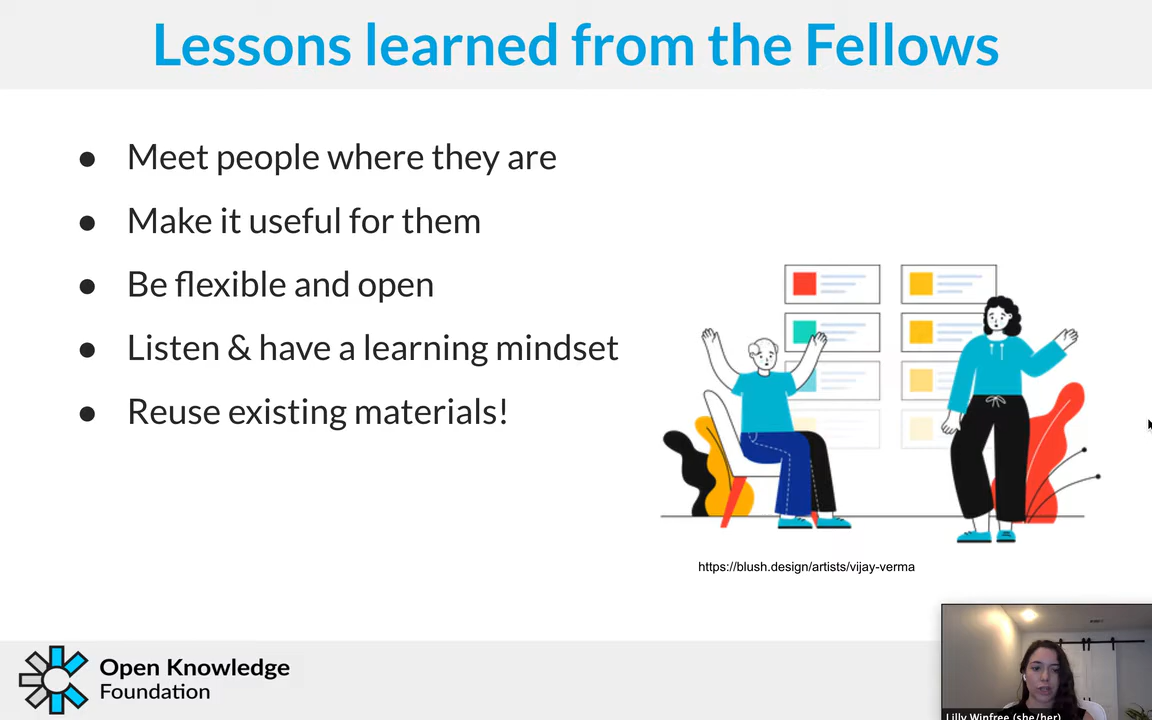 Lessons learned from the Fellows
● Meet people where they are
● Make it useful for them
● Be flexible and open
● Listen & have a learning mindset
● Reuse existing materials!
https://blush.design/artists/vijay-verma
Open Knowledge
Foundation
Lilly Winfree (she/her)